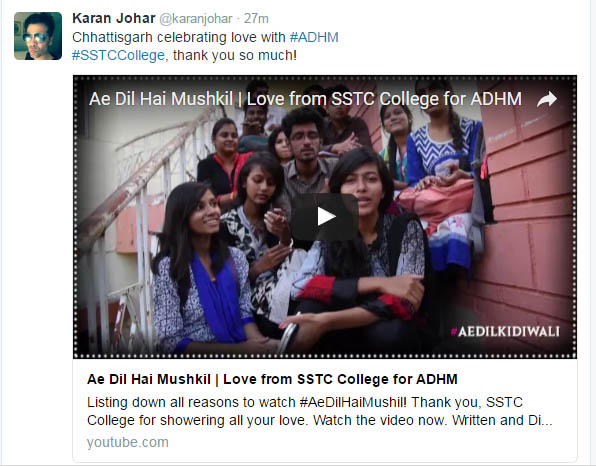 Karan Johar @karanjohar · 27m
Chhattisgarh celebrating love with #ADHM
#SSTCCollege, thank you so much!
Ae Dil Hai Mushkil | Love from SSTC College for ADHM
#AEDILKIDIWALI
Ae Dil Hai Mushkil | Love from SSTC College for ADHM
Listing down all reasons to watch #AeDilHaiMushil! Thank you, SSTC
College for showering all your love. Watch the video now. Written and Di...
youtube.com